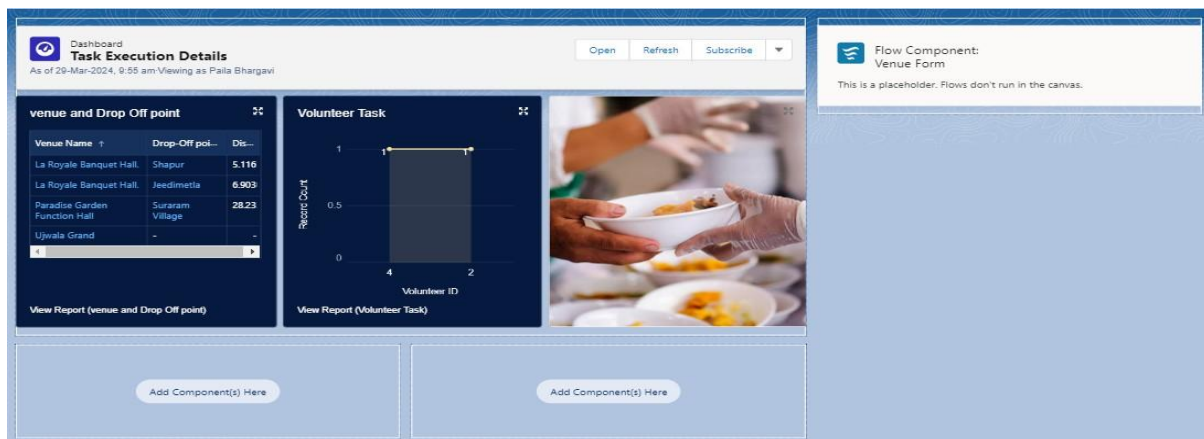 Dashboard
Task Execution Details
As of 29-Mar-2024, 9:55 am·Viewing as Paila Bhargavi
Open Refresh Subscribe
Flow Component:
Venue Form
This is a placeholder. Flows don't run in the canvas.
venue and Drop Off point
Venue Name ↑ Drop-Off poi... Dis...
La Royale Banquet Hall. Shapur 5.116
La Royale Banquet Hall. Jeedimetla 6.903
Paradise Garden Suraram 28.23
Function Hall Village
Ujwala Grand - -
View Report (venue and Drop Off point)
Volunteer Task
Record Count
1
0.5
0
1 1
4 2
Volunteer ID
View Report (Volunteer Task)
Add Component(s) Here
Add Component(s) Here